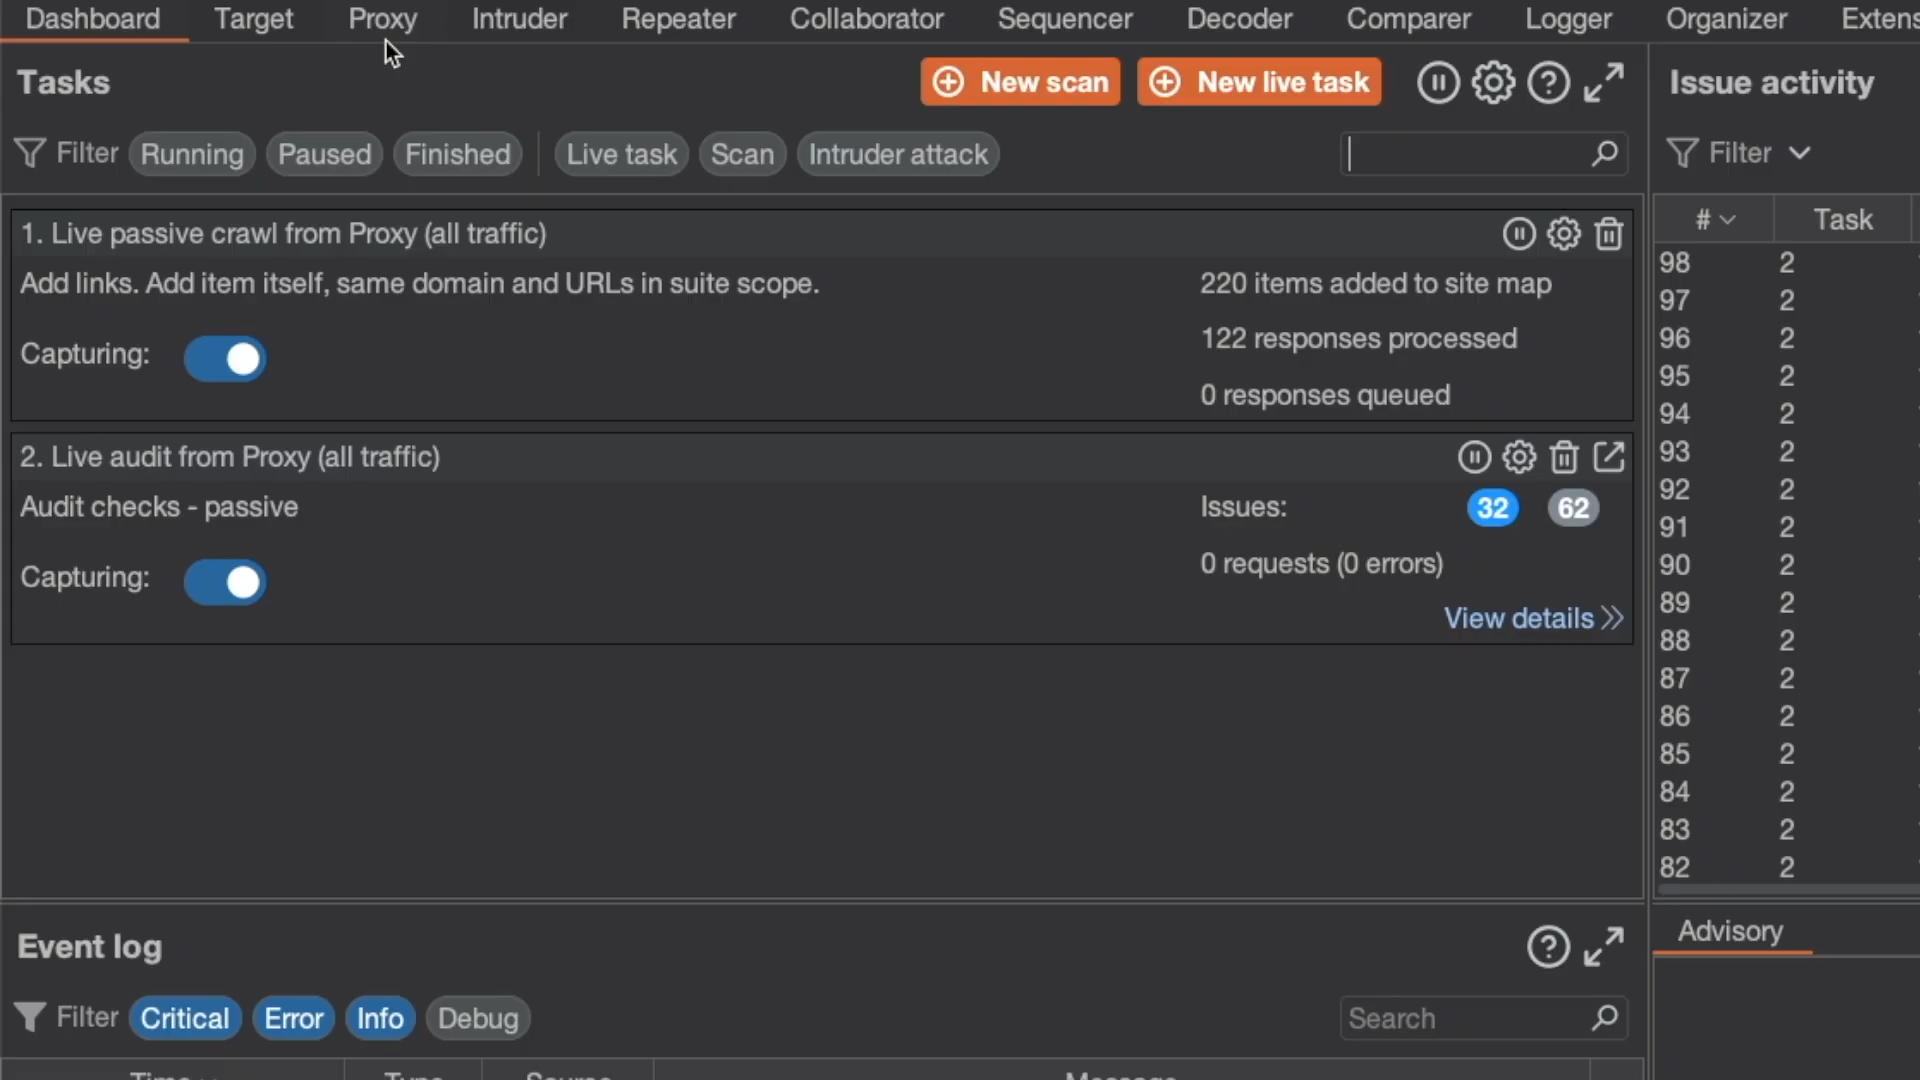 Dashboard Target Proxy Intruder Repeater Collaborator Sequencer Decoder Comparer Logger Organizer Extens
Tasks
New scan
New live task
Filter Running Paused Finished Live task Scan Intruder attack
1. Live passive crawl from Proxy (all traffic)
Add links. Add item itself, same domain and URLs in suite scope.
220 items added to site map
Capturing:
122 responses processed
0 responses queued
2. Live audit from Proxy (all traffic)
Audit checks - passive
Issues: 32 62
Capturing:
0 requests (0 errors)
View details
Event log
Filter Critical Error Info Debug
Search
Time Type Source Message
Issue activity
Filter
# Task
98 2
97 2
96 2
95 2
94 2
93 2
92 2
91 2
90 2
89 2
88 2
87 2
86 2
85 2
84 2
83 2
82 2
Advisory